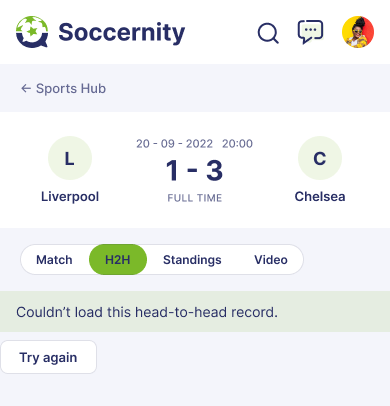 Soccernity
← Sports Hub
L
20 - 09 - 2022 20:00
C
1 - 3
Liverpool
FULL TIME
Chelsea
Match H2H Standings Video
Couldn’t load this head-to-head record.
Try again